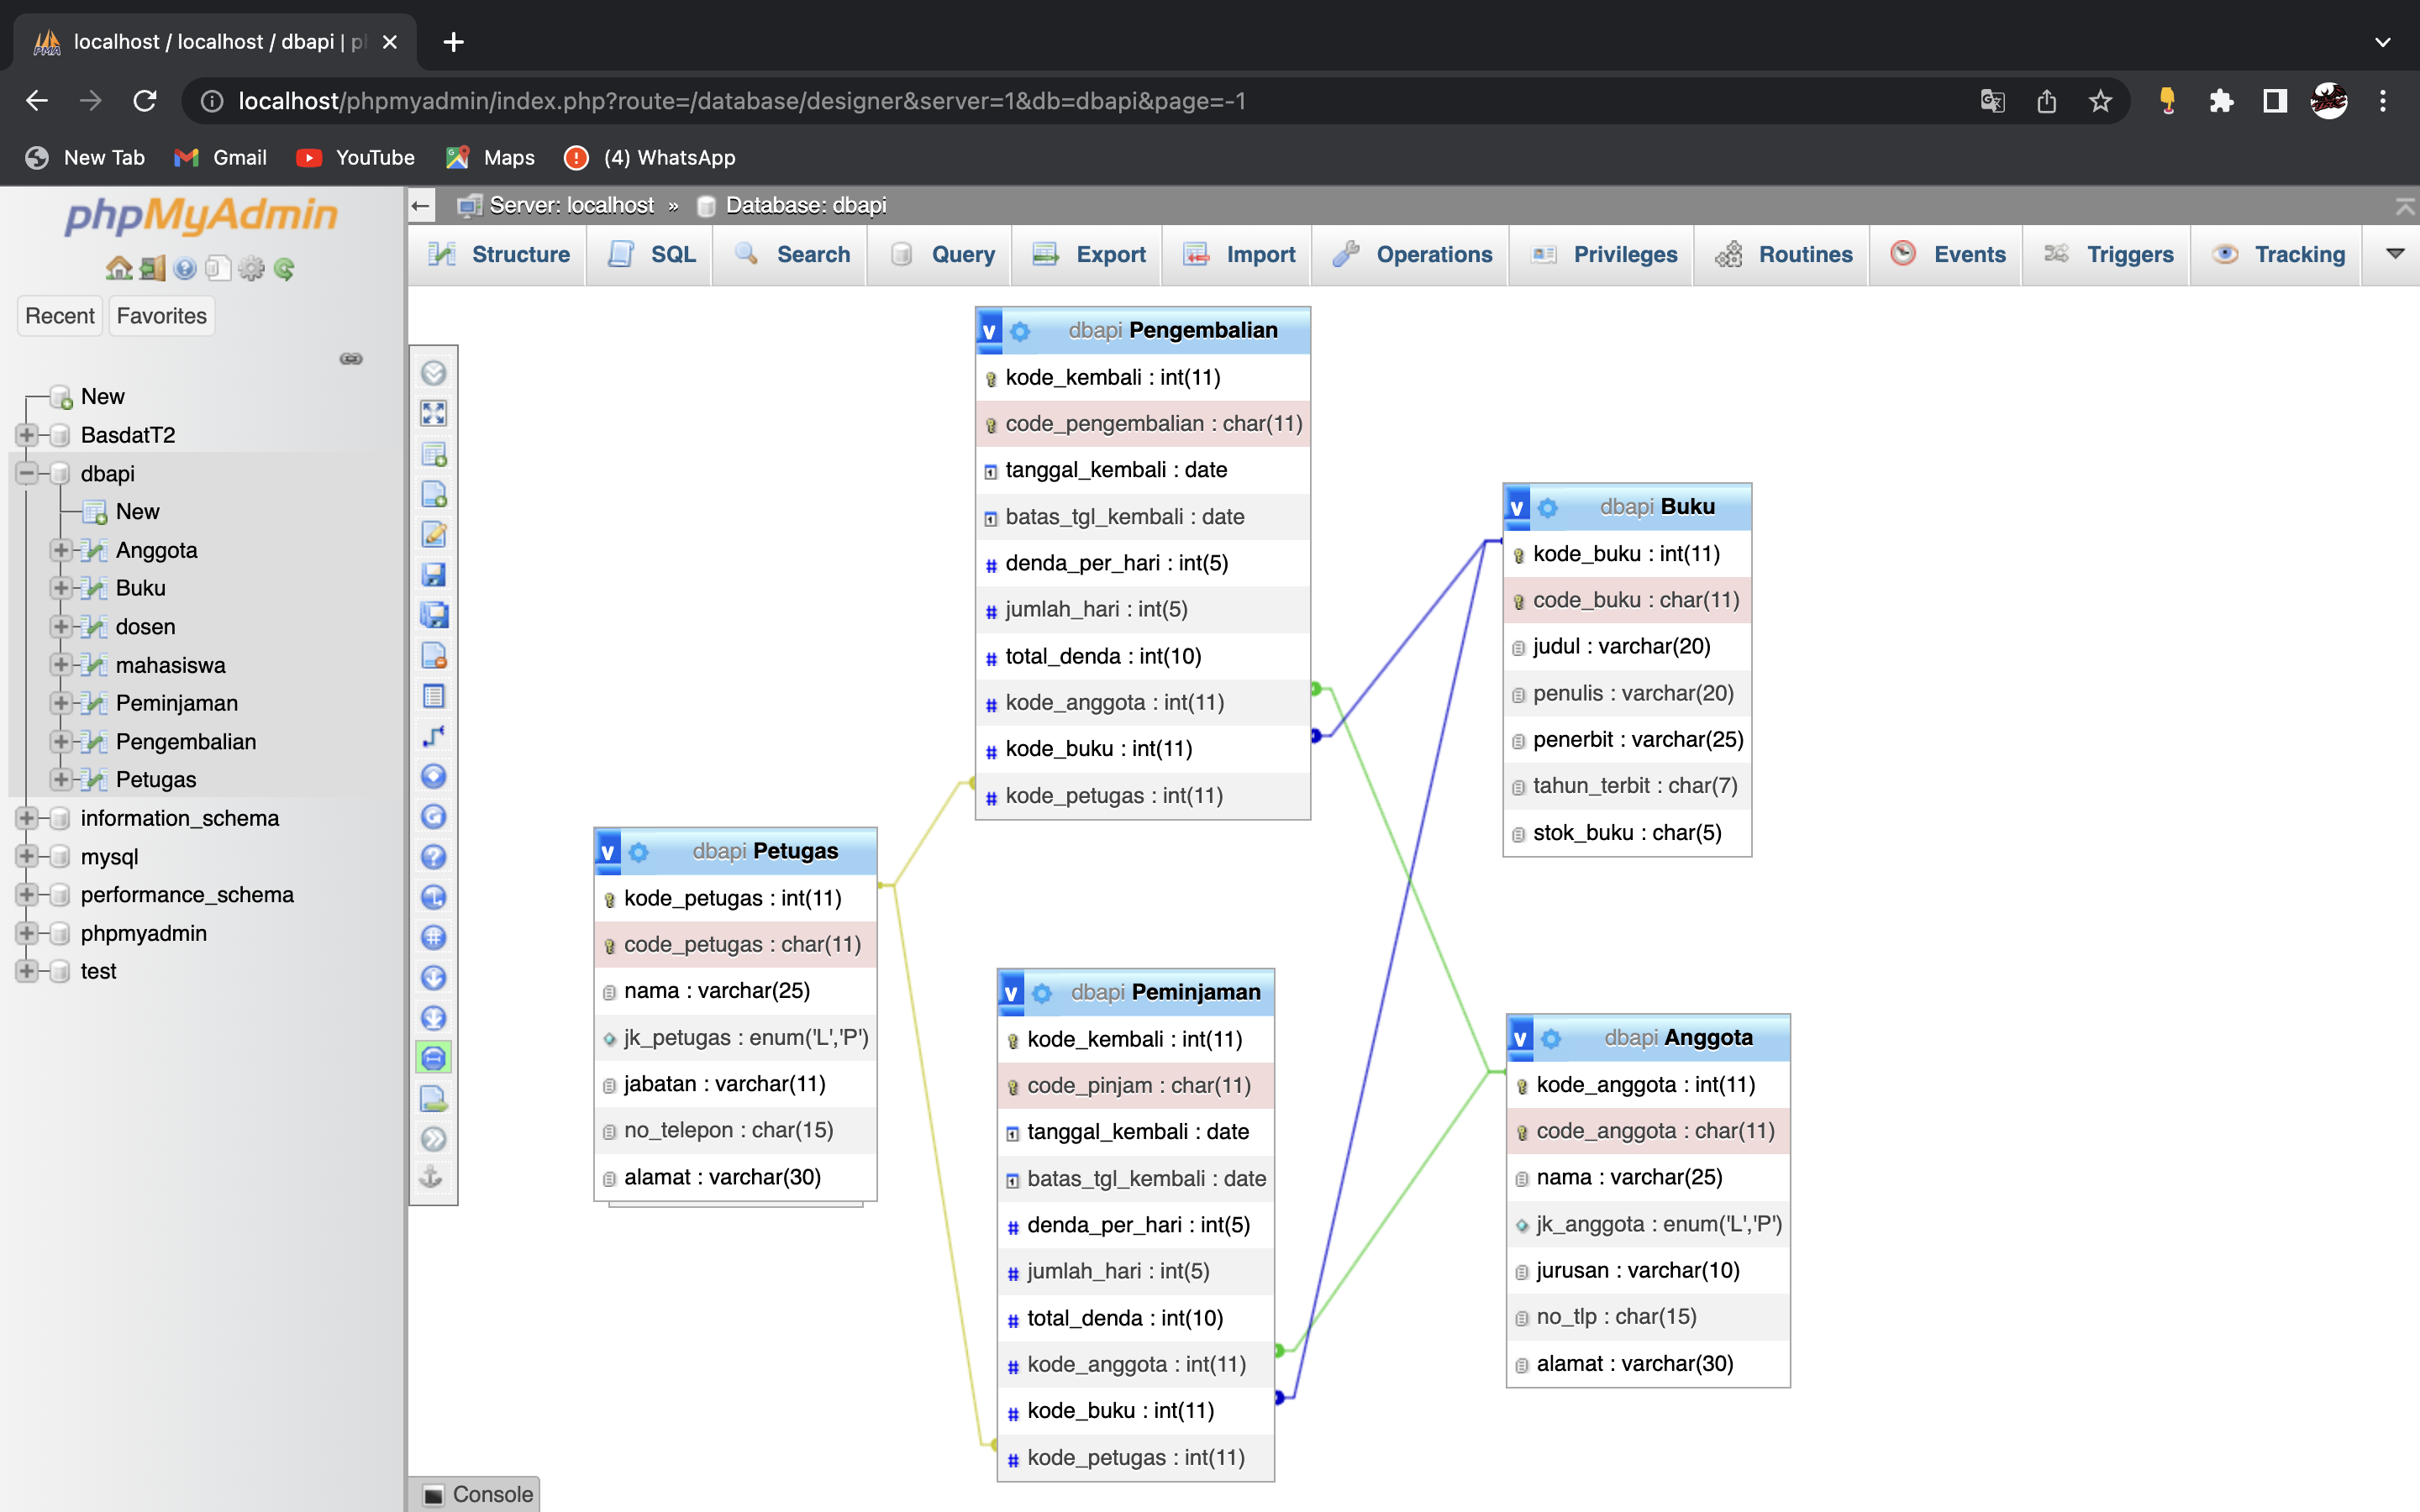 localhost / localhost / dbapi | p
localhost/phpmyadmin/index.php?route=/database/designer&server=1&db=dbapi&page=-1
New Tab
Gmail
YouTube
Maps
(4) WhatsApp
phpMyAdmin
Recent
Favorites
New
BasdatT2
dbapi
New
Anggota
Buku
dosen
mahasiswa
Peminjaman
Pengembalian
Petugas
information_schema
mysql
performance_schema
phpmyadmin
test
Server: localhost » Database: dbapi
Structure
SQL
Search
Query
Export
Import
Operations
Privileges
Routines
Events
Triggers
Tracking
v dbapi Pengembalian
kode_kembali : int(11)
code_pengembalian : char(11)
tanggal_kembali : date
batas_tgl_kembali : date
# denda_per_hari : int(5)
# jumlah_hari : int(5)
# total_denda : int(10)
# kode_anggota : int(11)
# kode_buku : int(11)
# kode_petugas : int(11)
v dbapi Buku
kode_buku : int(11)
code_buku : char(11)
judul : varchar(20)
penulis : varchar(20)
penerbit : varchar(25)
tahun_terbit : char(7)
stok_buku : char(5)
v dbapi Petugas
kode_petugas : int(11)
code_petugas : char(11)
nama : varchar(25)
jk_petugas : enum('L','P')
jabatan : varchar(11)
no_telepon : char(15)
alamat : varchar(30)
v dbapi Peminjaman
kode_kembali : int(11)
code_pinjam : char(11)
tanggal_kembali : date
batas_tgl_kembali : date
# denda_per_hari : int(5)
# jumlah_hari : int(5)
# total_denda : int(10)
# kode_anggota : int(11)
# kode_buku : int(11)
# kode_petugas : int(11)
v dbapi Anggota
kode_anggota : int(11)
code_anggota : char(11)
nama : varchar(25)
jk_anggota : enum('L','P')
jurusan : varchar(10)
no_tlp : char(15)
alamat : varchar(30)
Console